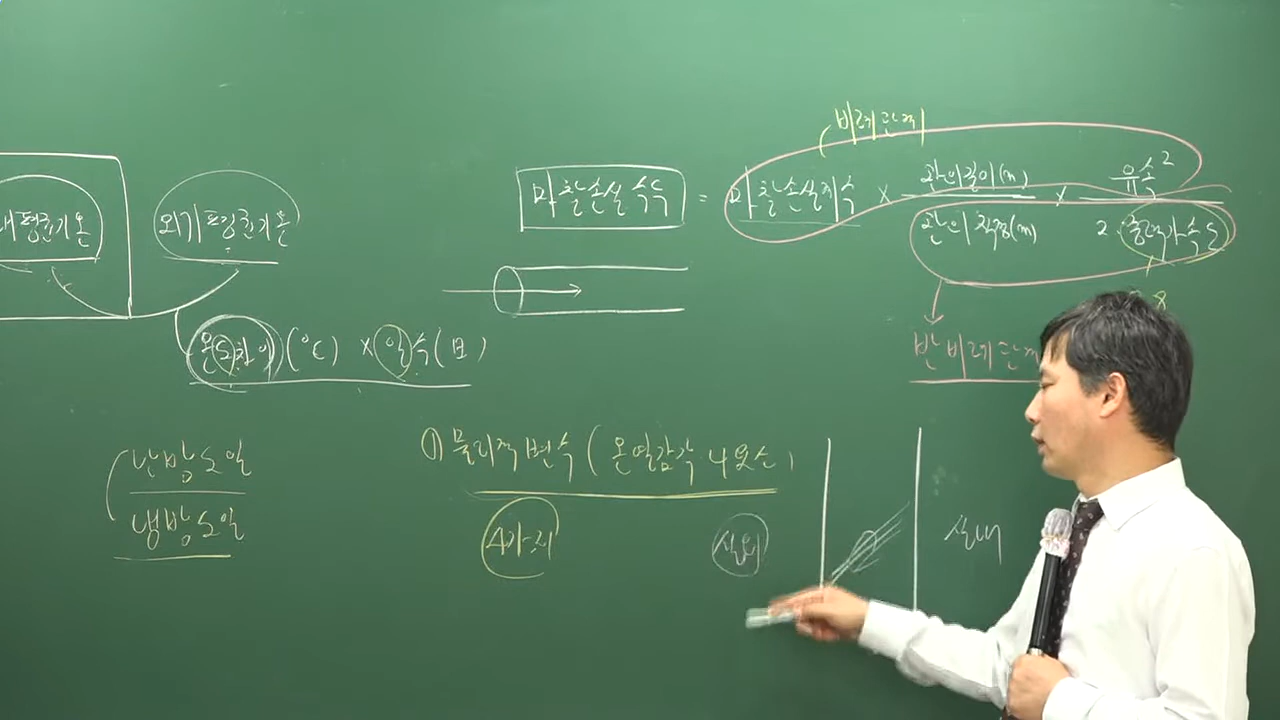 비례관계
마찰손실수두 = 마찰손실계수 × 관의길이(m) × 유속²
관의 직경(m) 2 · 중력가속도
8
반비례관계
내평균기온 외기평균기온
온도차이(℃) × 일수(日)
난방도일
냉방도일
① 물리적변수 ( 온열감각 4요소 )
4가지
실외
실내